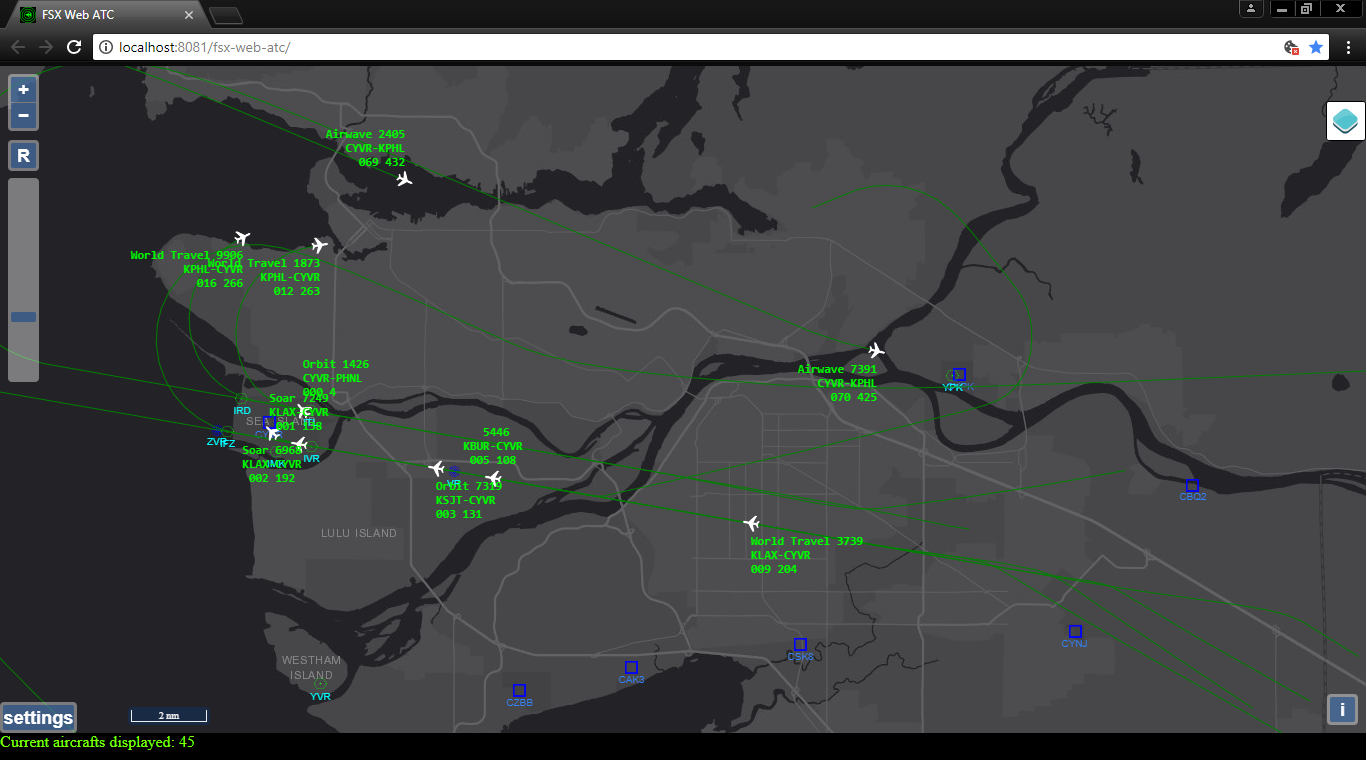 FSX Web ATC
localhost:8081/fsx-web-atc/
+
−
R
Airwave 2405
CYVR-KPHL
069 432
World Travel 9906
KPHL-CYVR
016 266
World Travel 1873
KPHL-CYVR
012 263
Orbit 1426
CYVR-PHNL
000 4
Airwave 7391
CYVR-KPHL
070 425
YPK
Soar 7249
KLAX-CYVR
001 138
IRD
SEA ISLAND
ZVR
FZ
IVR
Soar 6968
KLAX-CYVR
002 192
5446
KBUR-CYVR
005 108
VR
Orbit 7319
KSJT-CYVR
003 131
CBQ2
LULU ISLAND
World Travel 3739
KLAX-CYVR
009 204
CYNJ
CSK8
WESTHAM
ISLAND
CAK3
YVR
CZBB
settings
2 nm
i
Current aircrafts displayed: 45